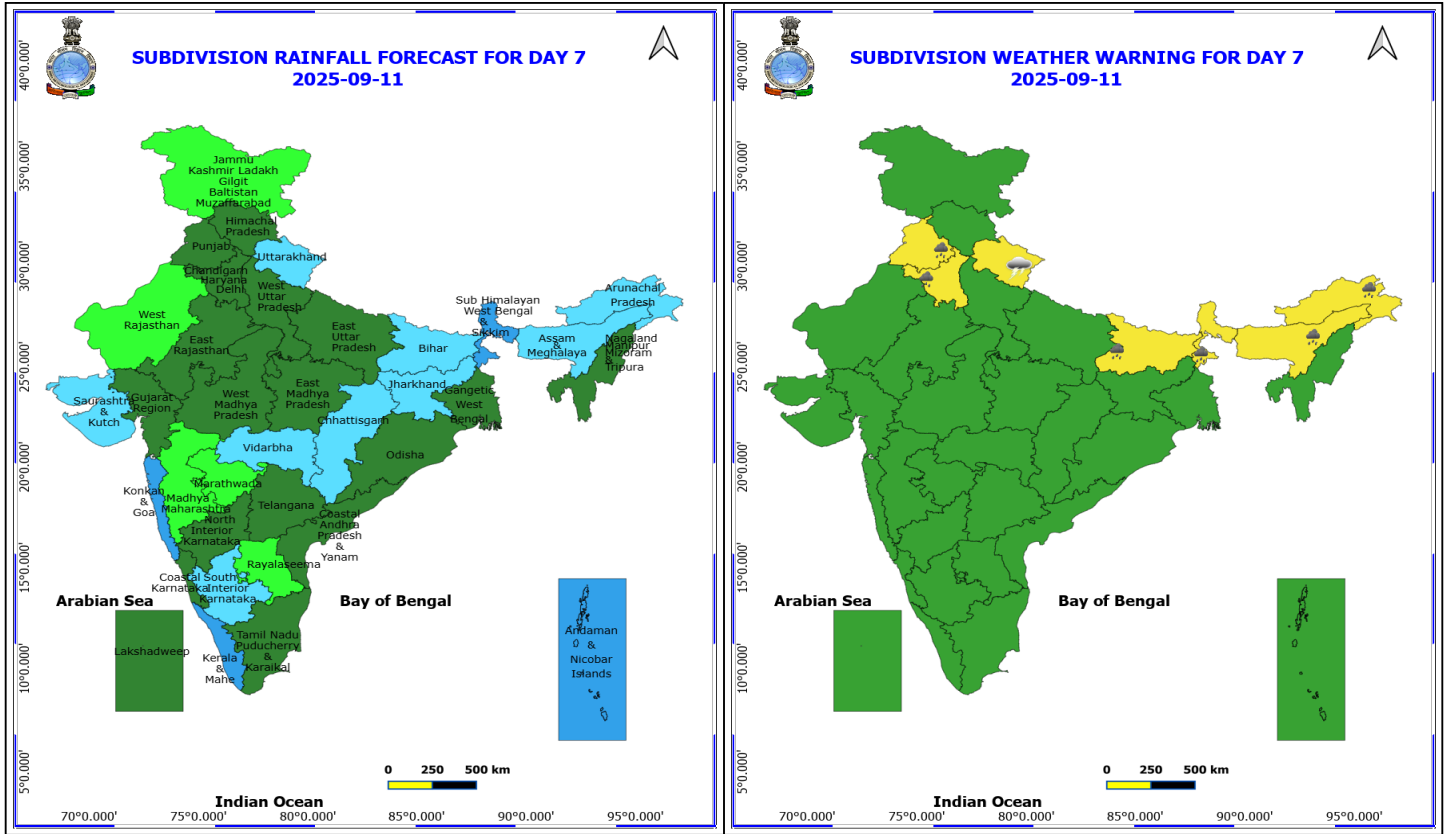 SUBDIVISION RAINFALL FORECAST FOR DAY 7
2025-09-11
40°0.000'
35°0.000'
30°0.000'
25°0.000'
20°0.000'
15°0.000'
10°0.000'
5°0.000'
Jammu
Kashmir Ladakh
Gilgit
Baltistan
Muzaffarabad
Himachal
Pradesh
Punjab
Uttarakhand
Chandigarh
Haryana
Delhi
West
Uttar
Pradesh
West
Rajasthan
East
Rajasthan
East
Uttar
Pradesh
Sub Himalayan
West Bengal
&
Sikkim
Arunachal
Pradesh
Assam
&
Meghalaya
Nagaland
Manipur
Mizoram
&
Tripura
Bihar
Jharkhand
Gangetic
West
Bengal
Saurashtra
&
Kutch
Gujarat
Region
West
Madhya
Pradesh
East
Madhya
Pradesh
Chhattisgarh
Vidarbha
Odisha
Konkan
&
Goa
Madhya
Maharashtra
Marathwada
Telangana
North
Interior
Karnataka
Coastal
Andhra
Pradesh
&
Yanam
Rayalaseema
Coastal
Karnataka
South
Interior
Karnataka
Arabian Sea
Bay of Bengal
Lakshadweep
Kerala
&
Mahe
Tamil Nadu
Puducherry
&
Karaikal
Andaman
&
Nicobar
Islands
0 250 500 km
Indian Ocean
70°0.000' 75°0.000' 80°0.000' 85°0.000' 90°0.000' 95°0.000'
SUBDIVISION WEATHER WARNING FOR DAY 7
2025-09-11
40°0.000'
35°0.000'
30°0.000'
25°0.000'
20°0.000'
15°0.000'
10°0.000'
5°0.000'
Arabian Sea
Bay of Bengal
0 250 500 km
Indian Ocean
70°0.000' 75°0.000' 80°0.000' 85°0.000' 90°0.000' 95°0.000'